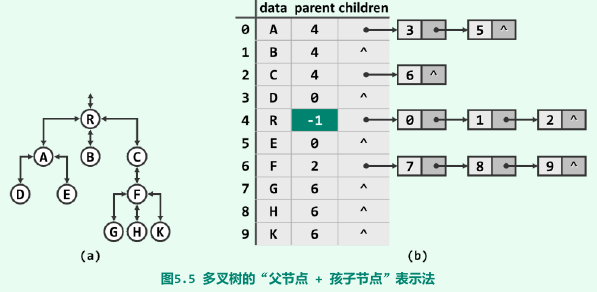 data parent children
0 A 4 3 5 ^
1 B 4 ^
2 C 4 6 ^
3 D 0 ^
4 R -1 0 1 2 ^
5 E 0 ^
6 F 2 7 8 9 ^
7 G 6 ^
8 H 6 ^
9 K 6 ^
R
A B C
D E F
G H K
(a) (b)
图5.5 多叉树的“父节点 + 孩子节点”表示法